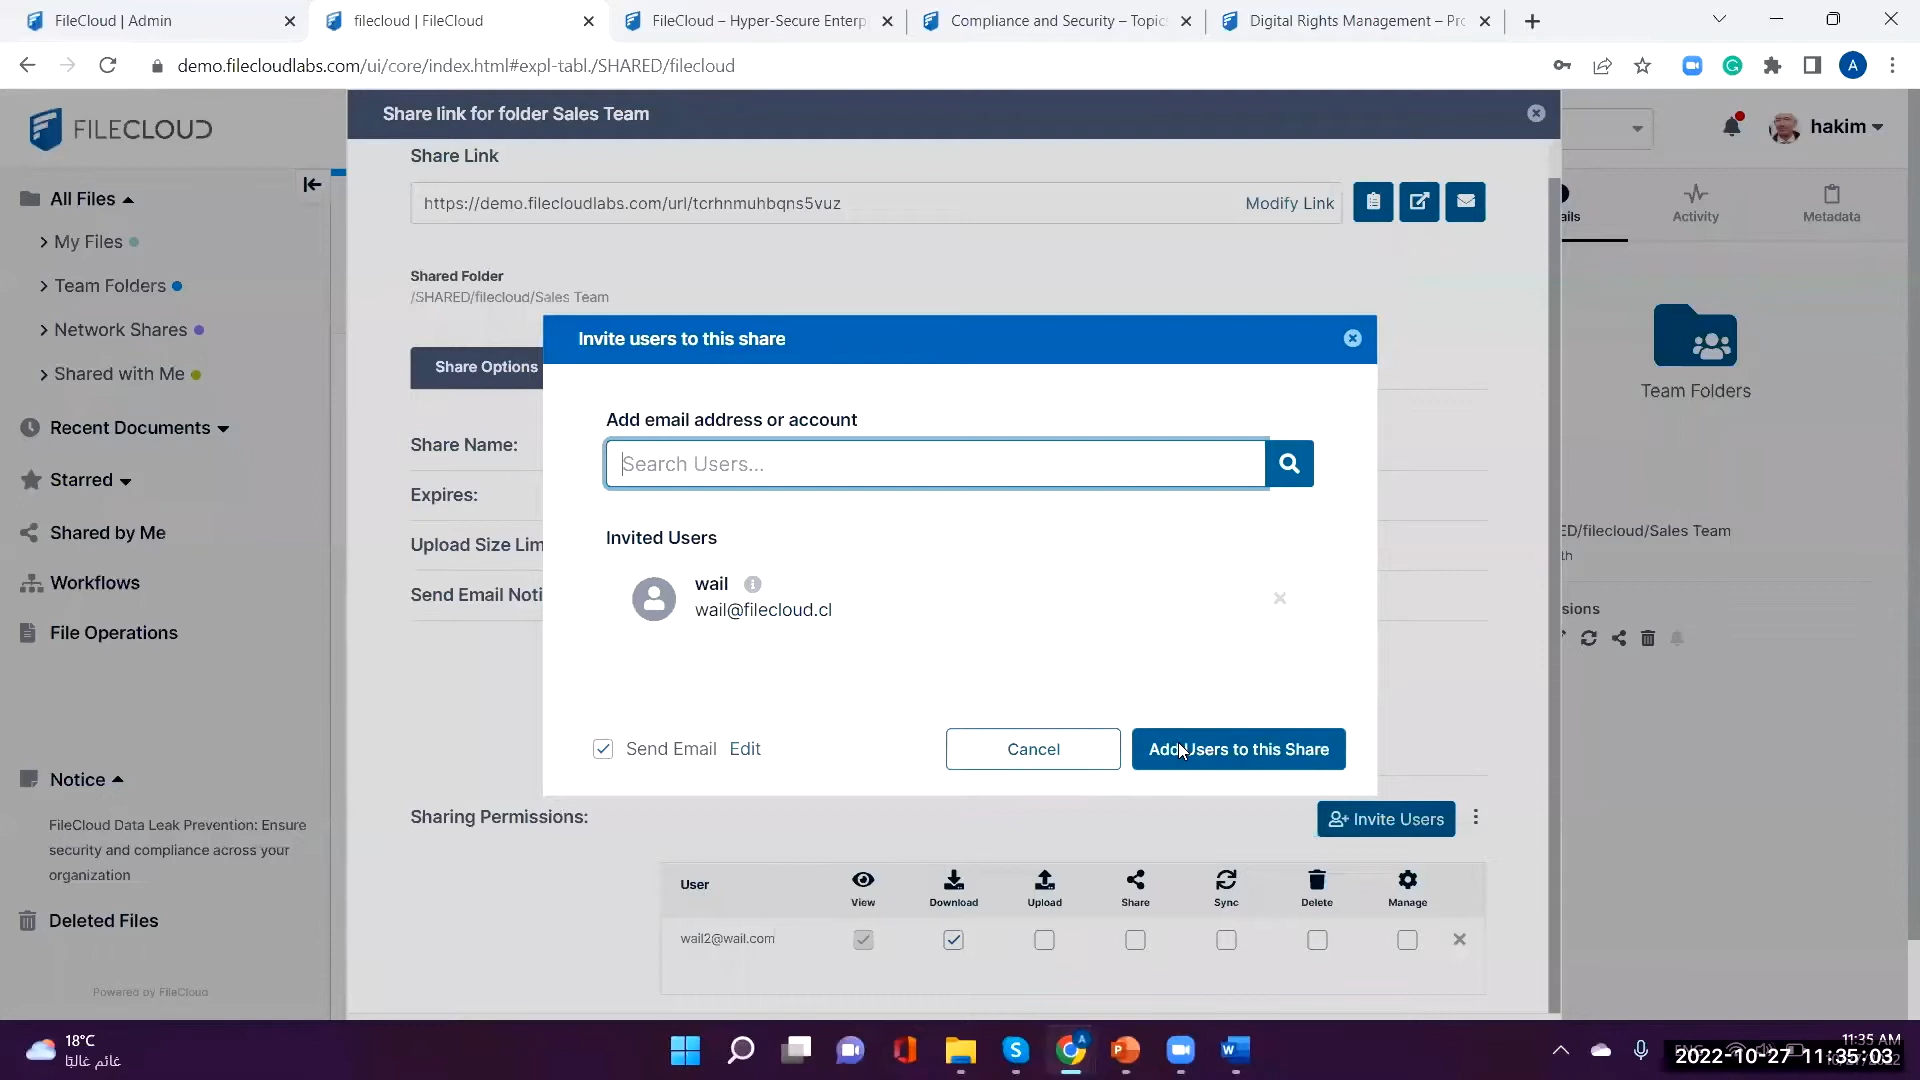 FileCloud | Admin
filecloud | FileCloud
FileCloud – Hyper-Secure Enterp
Compliance and Security – Topic
Digital Rights Management – Pro
demo.filecloudlabs.com/ui/core/index.html#expl-tabl./SHARED/filecloud
A
FILECLOUD
Share link for folder Sales Team
hakim
All Files
My Files
Team Folders
Network Shares
Shared with Me
Recent Documents
Starred
Shared by Me
Workflows
File Operations
Notice
FileCloud Data Leak Prevention: Ensure
security and compliance across your
organization
Deleted Files
Powered by FileCloud
Share Link
https://demo.filecloudlabs.com/url/tcrhnmuhbqns5vuz
Modify Link
Shared Folder
/SHARED/filecloud/Sales Team
Share Options
Share Name:
Expires:
Upload Size Lim
Send Email Noti
Invite users to this share
Add email address or account
Search Users...
Invited Users
wail
wail@filecloud.cl
Send Email Edit
Cancel
Add Users to this Share
Sharing Permissions:
Invite Users
User
View
Download
Upload
Share
Sync
Delete
Manage
wail2@wail.com
ails
Activity
Metadata
Team Folders
ED/filecloud/Sales Team
th
sions
18°C
غائم غالبًا
11:35 AM
2022-10-27 11:35:03